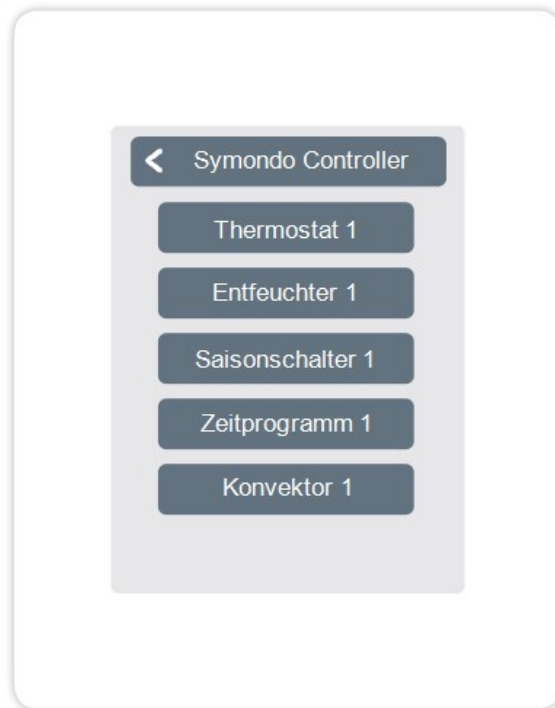 Symondo Controller
Thermostat 1
Entfeuchter 1
Saisonschalter 1
Zeitprogramm 1
Konvektor 1